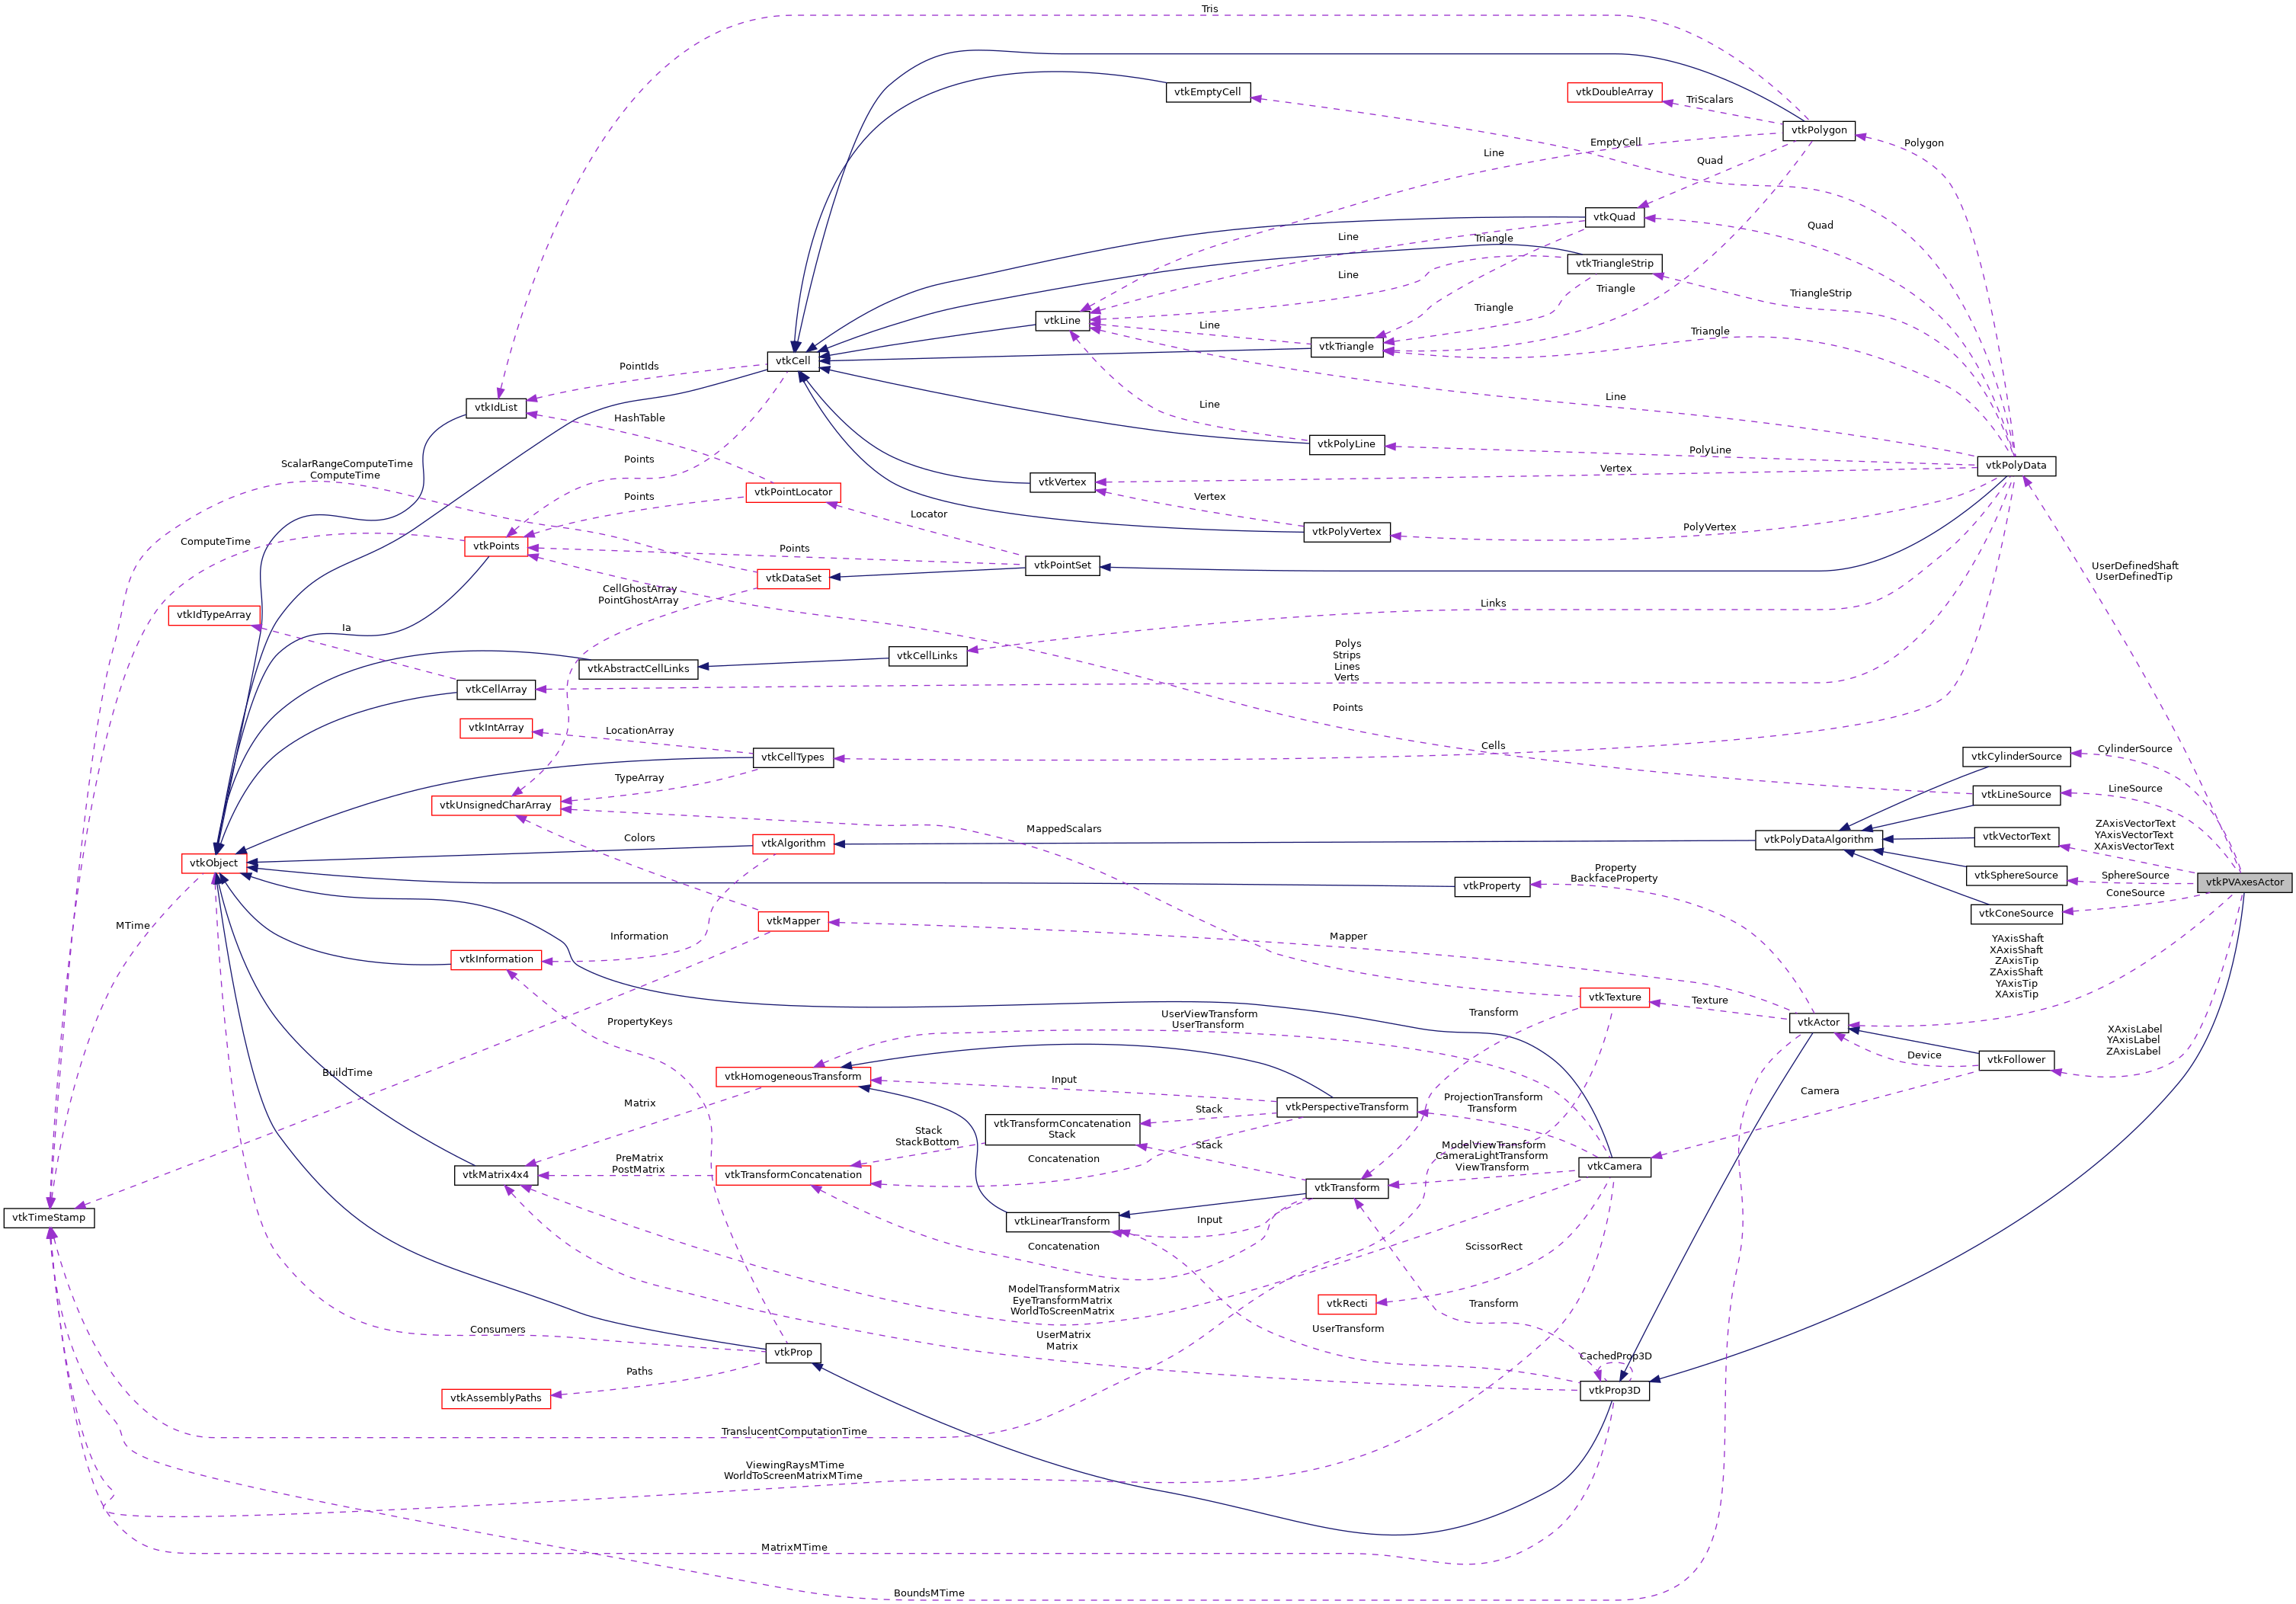 Tris
vtkEmptyCell
vtkDoubleArray
TriScalars
vtkPolygon
Polygon
EmptyCell
Line
Quad
vtkQuad
Quad
Line
Triangle
vtkTriangleStrip
Line
Triangle
TriangleStrip
Triangle
vtkLine
Line
Triangle
vtkTriangle
vtkCell
PointIds
Line
vtkIdList
HashTable
Line
vtkPolyLine
PolyLine
ScalarRangeComputeTime
ComputeTime
Points
vtkPolyData
Vertex
vtkVertex
vtkPointLocator
Points
Vertex
Locator
PolyVertex
vtkPolyVertex
ComputeTime
vtkPoints
Points
vtkPointSet
UserDefinedShaft
UserDefinedTip
vtkDataSet
CellGhostArray
PointGhostArray
Links
vtkIdTypeArray
Ia
Polys
Strips
Lines
Verts
vtkCellLinks
vtkAbstractCellLinks
vtkCellArray
Points
vtkIntArray
LocationArray
Cells
vtkCellTypes
CylinderSource
vtkCylinderSource
TypeArray
LineSource
vtkLineSource
vtkUnsignedCharArray
MappedScalars
ZAxisVectorText
YAxisVectorText
XAxisVectorText
vtkVectorText
Colors
vtkAlgorithm
vtkPolyDataAlgorithm
vtkObject
Property
BackfaceProperty
vtkProperty
vtkSphereSource
SphereSource
vtkPVAxesActor
ConeSource
vtkConeSource
vtkMapper
MTime
Information
Mapper
YAxisShaft
XAxisShaft
ZAxisTip
ZAxisShaft
YAxisTip
XAxisTip
vtkInformation
vtkTexture
Texture
Transform
UserViewTransform
UserTransform
PropertyKeys
vtkActor
XAxisLabel
YAxisLabel
ZAxisLabel
Device
vtkFollower
BuildTime
vtkHomogeneousTransform
Input
Camera
Matrix
vtkPerspectiveTransform
ProjectionTransform
Transform
Stack
vtkTransformConcatenation
Stack
Stack
StackBottom
Stack
ModelViewTransform
CameraLightTransform
ViewTransform
Concatenation
PreMatrix
PostMatrix
vtkMatrix4x4
vtkTransformConcatenation
vtkCamera
vtkTransform
vtkTimeStamp
vtkLinearTransform
Input
Concatenation
ScissorRect
ModelTransformMatrix
EyeTransformMatrix
WorldToScreenMatrix
vtkRecti
Transform
Consumers
UserMatrix
Matrix
UserTransform
vtkProp
CachedProp3D
Paths
vtkAssemblyPaths
vtkProp3D
TranslucentComputationTime
ViewingRaysMTime
WorldToScreenMatrixMTime
MatrixMTime
BoundsMTime